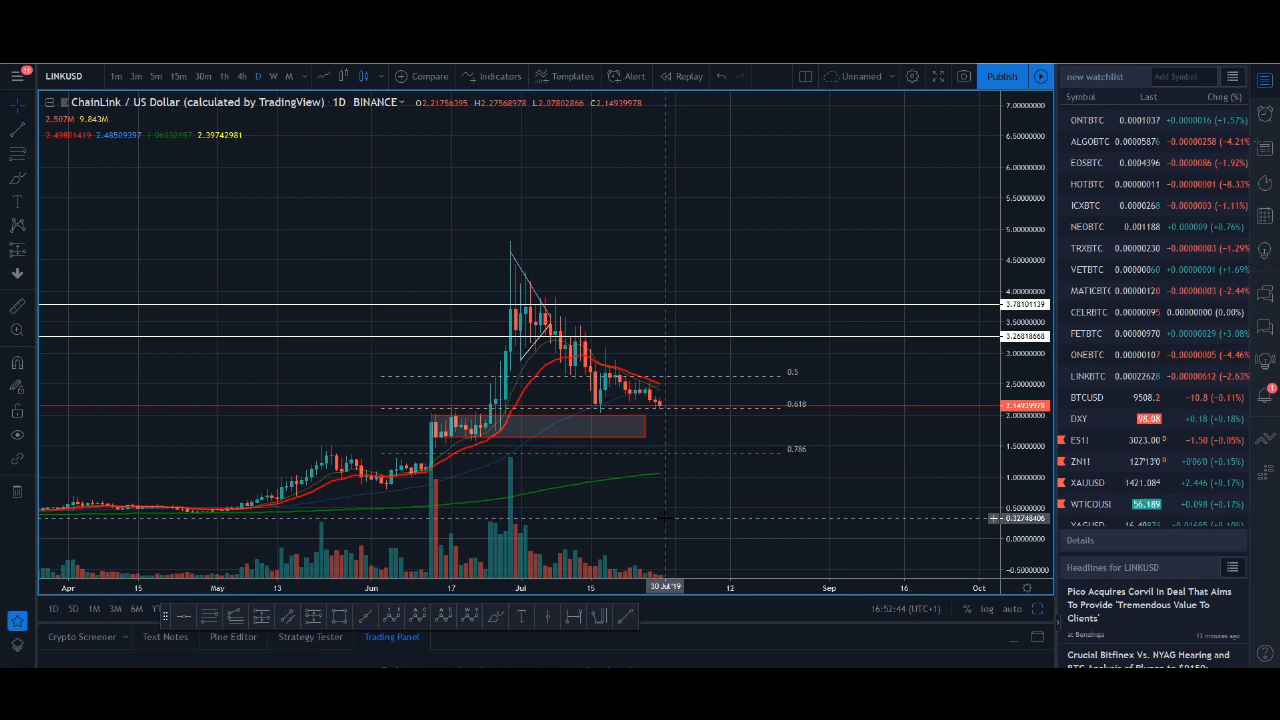 11
LINKUSD 1m 3m 5m 15m 30m 1h 4h D W M Compare Indicators Templates Alert Replay Unnamed Publish
new watchlist Add Symbol
Symbol Last Chng (%)
ChainLink / US Dollar (calculated by TradingView) · 1D · BINANCE O2.21756395 H2.27568978 L2.07802866 C2.14939978
2.507M 9.843M
2.48509397 2.39742981
7.00000000
6.50000000
6.00000000
5.50000000
5.00000000
4.50000000
4.00000000
3.78101139
3.50000000
3.26818668
3.00000000
2.50000000
2.14939978
2.00000000
1.50000000
1.00000000
0.50000000
0.32748406
0.00000000
-0.50000000
0.5
0.618
0.786
ONTBTC 0.0001037 +0.0000016 (+1.57%)
ALGOBTC 0.00005876 -0.00000258 (-4.21%
EOSBTC 0.0004396 -0.0000086 (-1.92%)
HOTBTC 0.00000011 -0.00000001 (-8.33%
ICXBTC 0.0000268 -0.0000003 (-1.11%)
NEOBTC 0.001188 +0.000009 (+0.76%)
TRXBTC 0.00000230 -0.00000003 (-1.29%
VETBTC 0.00000060 +0.00000001 (+1.69%
MATICBTC 0.00000120 -0.00000003 (-2.44%
CELRBTC 0.00000095 0.00000000 (0.00%)
FETBTC 0.00000970 +0.00000029 (+3.08%
ONEBTC 0.00000149 -0.00000007 (-4.46%
LINKBTC 0.00022628 -0.00000612 (-2.63%
BTCUSD 9508.2 -10.8 (-0.11%)
DXY 98.08 +0.18 (+0.18%)
ES1! 3023.00 D -1.50 (-0.05%)
ZN1! 127'13'0 D +0'06'0 (+0.15%)
XAUUSD 1421.084 +2.446 (+0.17%)
WTICOUSD 56.189 +0.098 (+0.17%)
1
Details
Headlines for LINKUSD
Pico Acquires Corvil In Deal That Aims
To Provide 'Tremendous Value To
Clients'
at Benzinga 13 minutes ago
Crucial Bitfinex Vs. NYAG Hearing and
Apr 15 May 13 Jun 17 Jul 15 30 Jul '19 12 Sep 16 Oct
1D 5D 1M 3M 6M 16:52:44 (UTC+1) % log auto
Crypto Screener Text Notes Pine Editor Strategy Tester Trading Panel